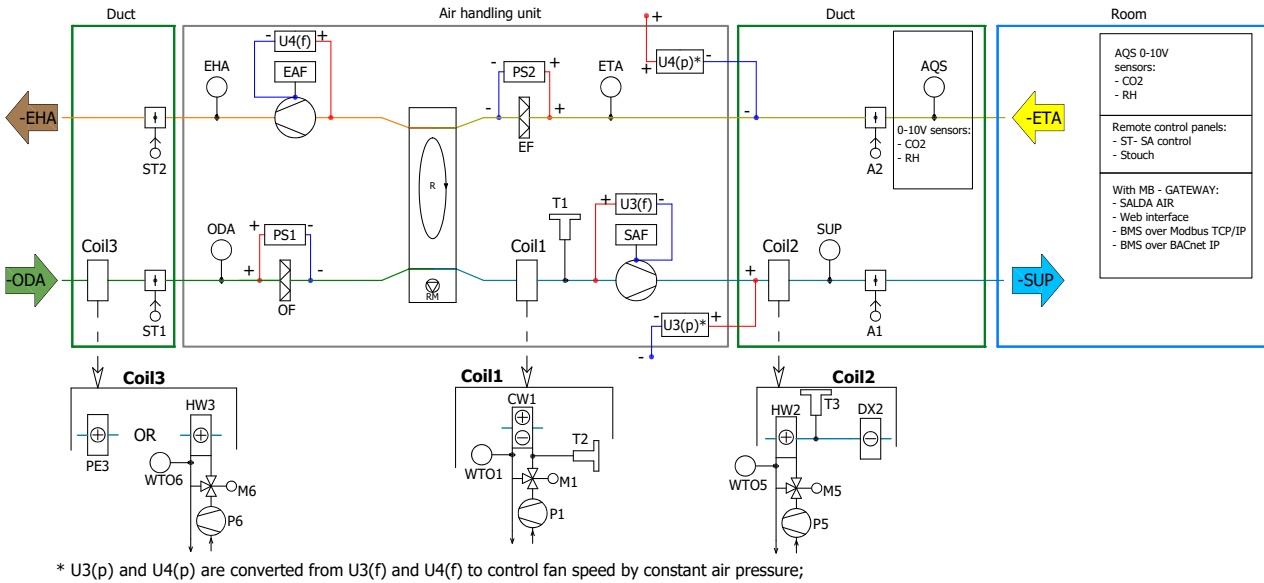 Duct
Air handling unit
Duct
Room
U4(f)
EAF
EHA
PS2
ETA
U4(p)*
AQS
AQS 0-10V
sensors:
- CO2
- RH
-EHA
-ETA
ST2
EF
A2
0-10V sensors:
- CO2
- RH
Remote control panels:
- ST- SA control
- Stouch
R
With MB - GATEWAY:
- SALDA AIR
- Web interface
- BMS over Modbus TCP/IP
- BMS over BACnet IP
Coil3
ODA
PS1
Coil1
T1
U3(f)
SAF
Coil2
SUP
-ODA
-SUP
ST1
OF
RM
U3(p)*
A1
Coil3
Coil1
Coil2
PE3
OR
HW3
WTO6
M6
P6
CW1
T2
WTO1
M1
P1
HW2
T3
DX2
WTO5
M5
P5
* U3(p) and U4(p) are converted from U3(f) and U4(f) to control fan speed by constant air pressure;